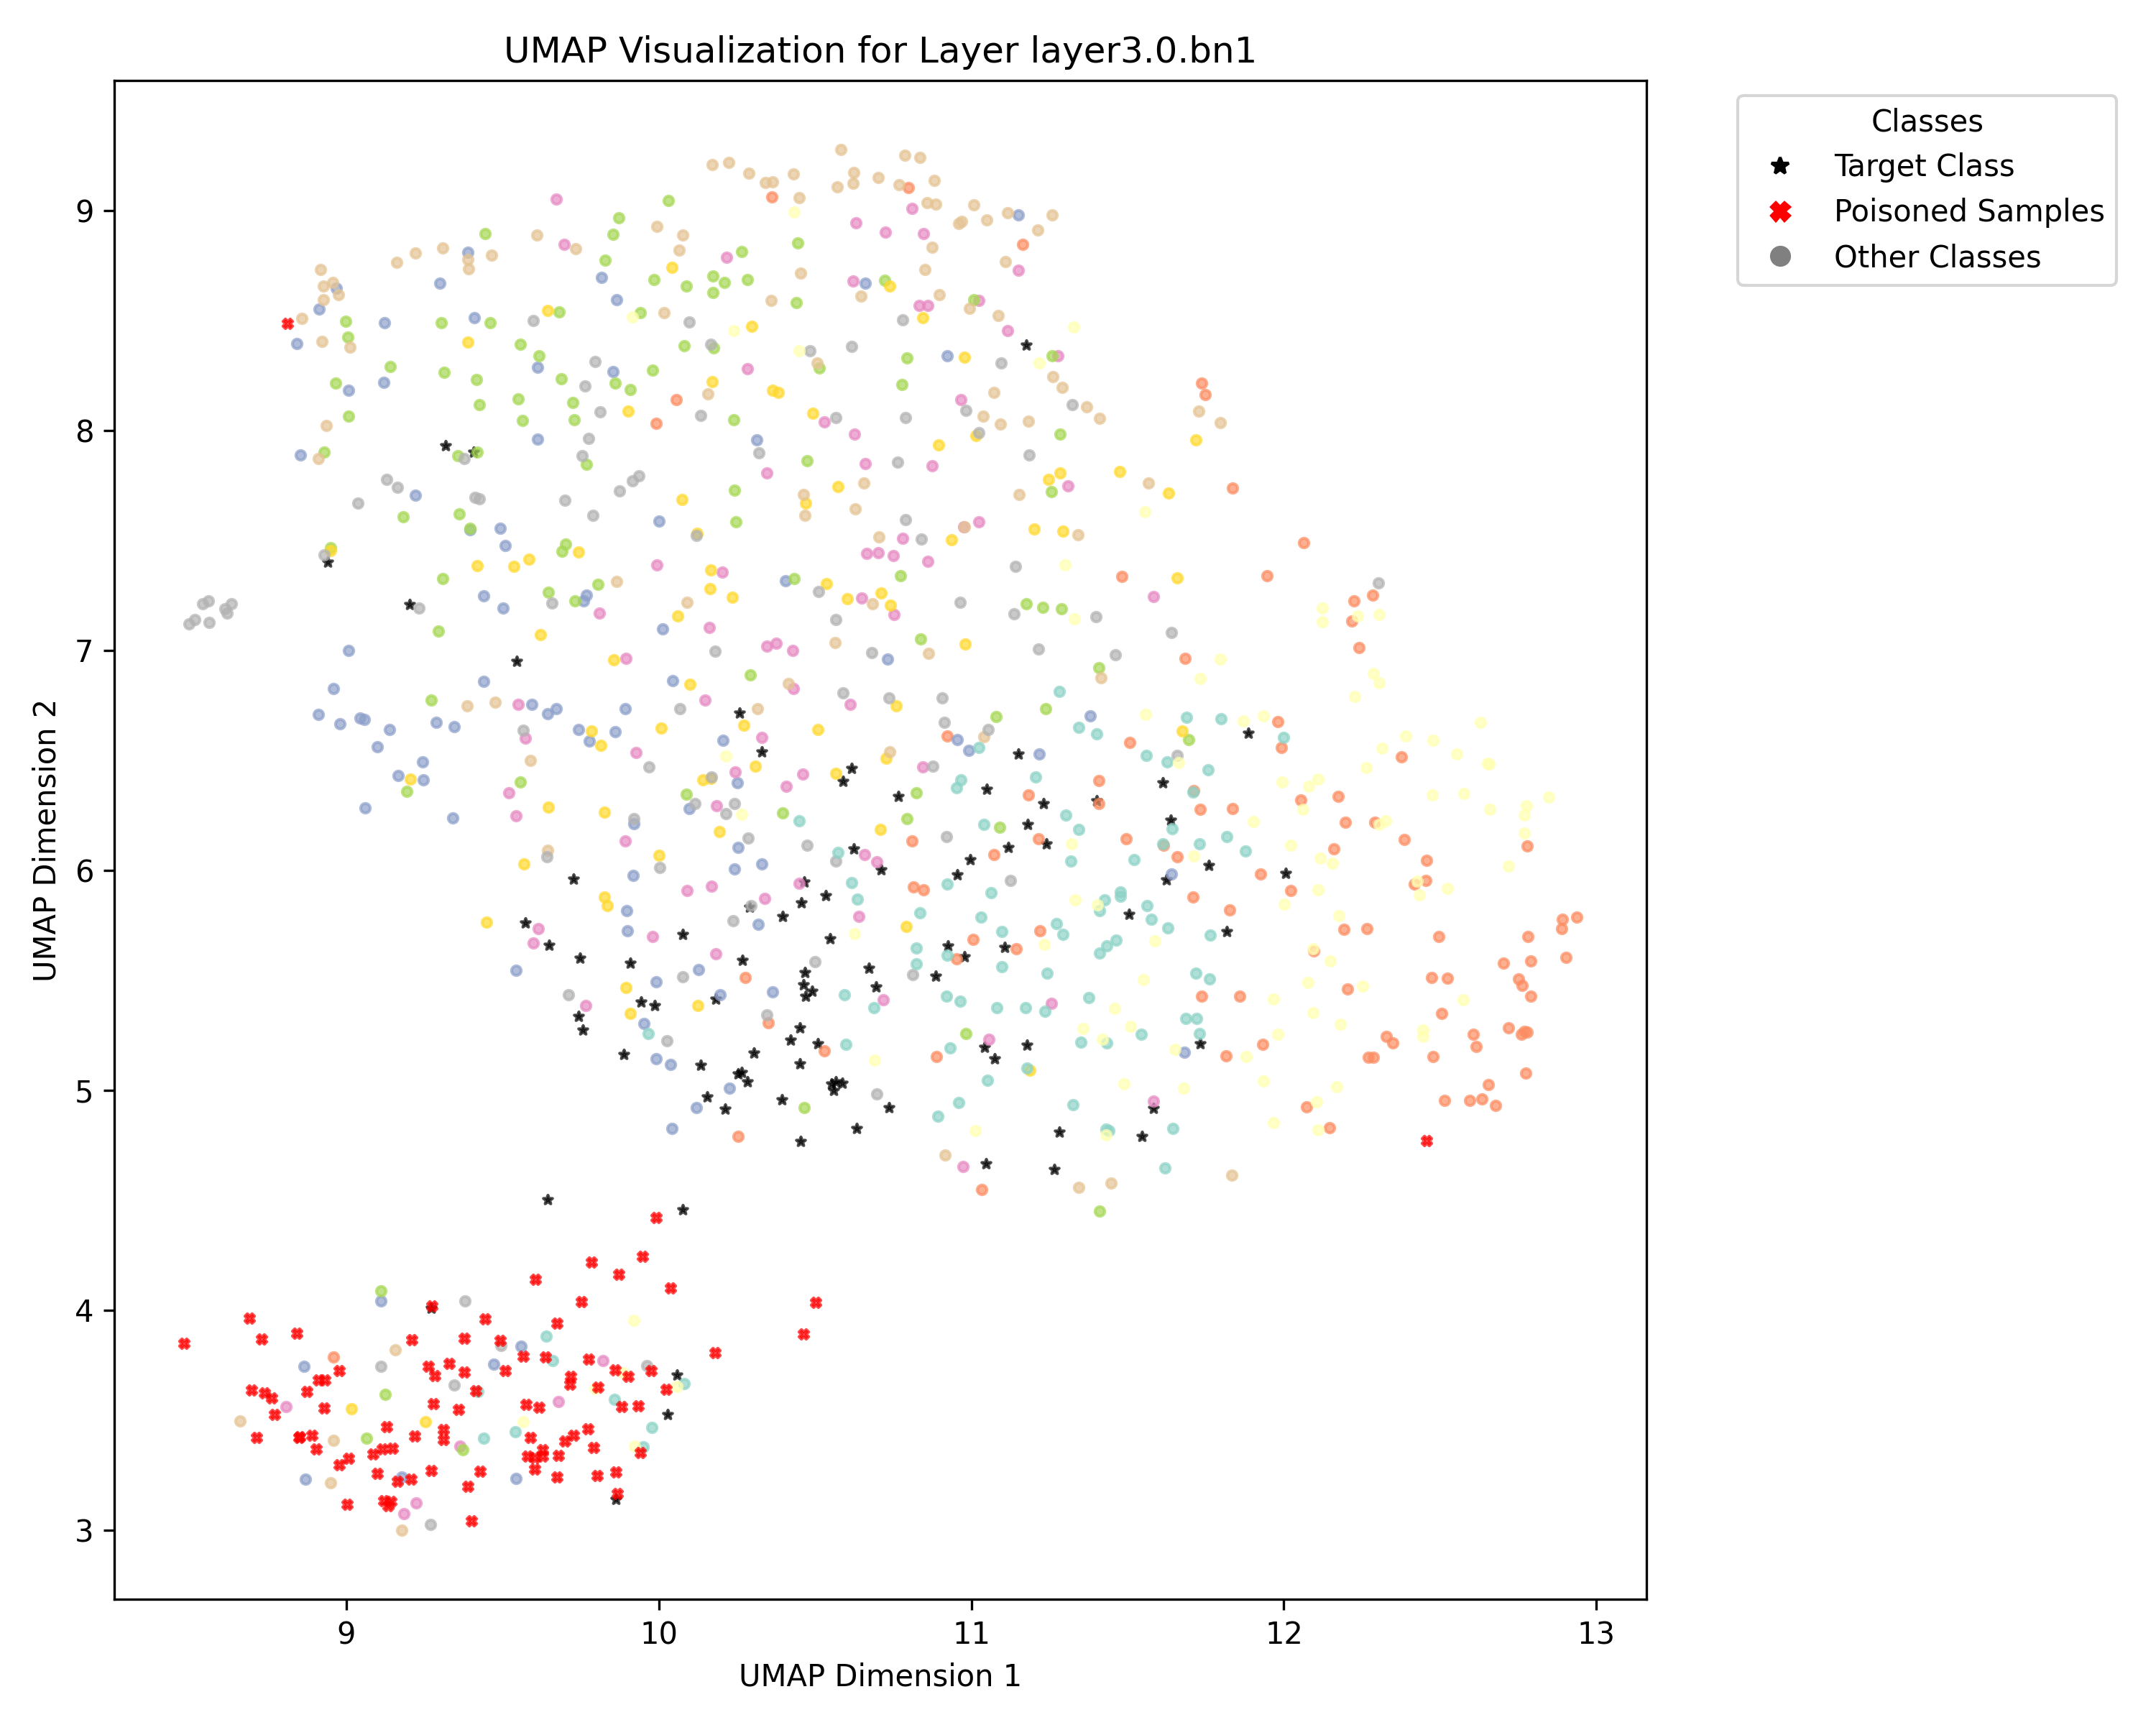 UMAP Visualization for Layer layer3.0.bn1
Classes
Target Class
Poisoned Samples
Other Classes
UMAP Dimension 2
9
8
7
6
5
4
3
9
10
11
12
13
UMAP Dimension 1